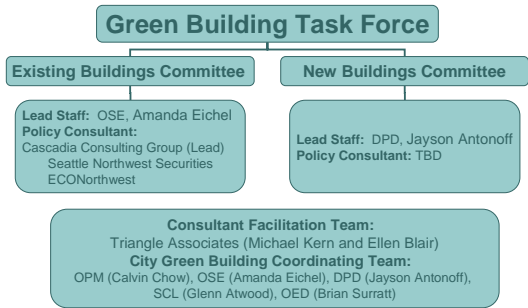 Green Building Task Force
Existing Buildings Committee
New Buildings Committee
Lead Staff: OSE, Amanda Eichel
Policy Consultant:
Cascadia Consulting Group (Lead)
Seattle Northwest Securities
ECONorthwest
Lead Staff: DPD, Jayson Antonoff
Policy Consultant: TBD
Consultant Facilitation Team:
Triangle Associates (Michael Kern and Ellen Blair)
City Green Building Coordinating Team:
OPM (Calvin Chow), OSE (Amanda Eichel), DPD (Jayson Antonoff),
SCL (Glenn Atwood), OED (Brian Surratt)